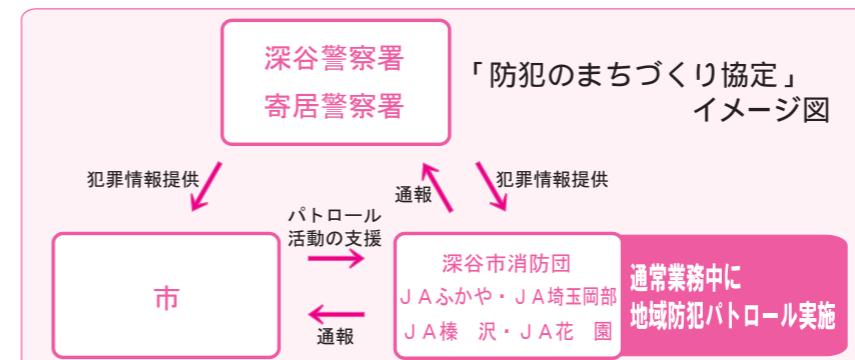 深谷警察署
寄居警察署
「防犯のまちづくり協定」
イメージ図
犯罪情報提供
通報
犯罪情報提供
パトロール
活動の支援
市
通報
深谷市消防団
ＪＡふかや・ＪＡ埼玉岡部
ＪＡ榛　沢・ＪＡ花　園
通常業務中に
地域防犯パトロール実施